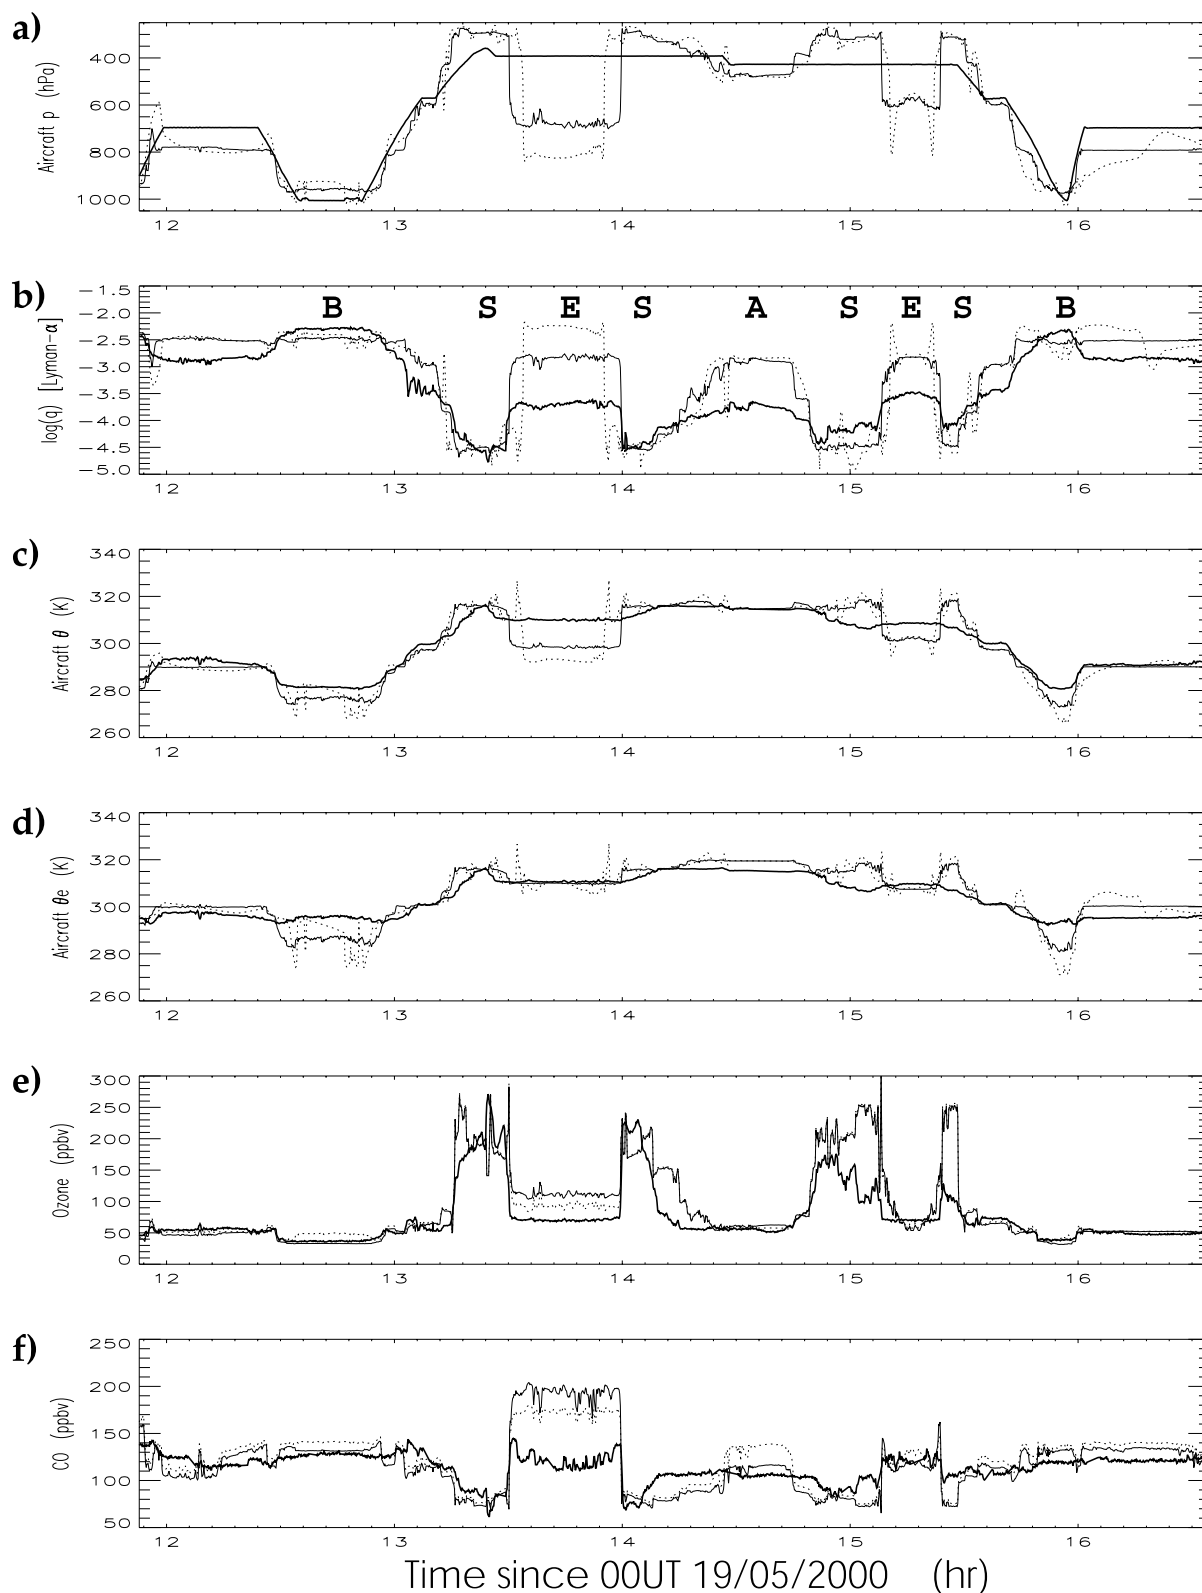 a)
Aircraft p (hPa)
400
600
800
1000
12 13 14 15 16
b)
log(q) [Lyman-α]
B S E S A S E S B
−1.5
−2.0
−2.5
−3.0
−3.5
−4.0
−4.5
−5.0
12 13 14 15 16
c)
Aircraft θ (K)
340
320
300
280
260
12 13 14 15 16
d)
Aircraft θe (K)
340
320
300
280
260
12 13 14 15 16
e)
Ozone (ppbv)
300
250
200
150
100
50
0
12 13 14 15 16
f)
CO (ppbv)
250
200
150
100
50
12 13 14 15 16
Time since 00UT 19/05/2000 (hr)